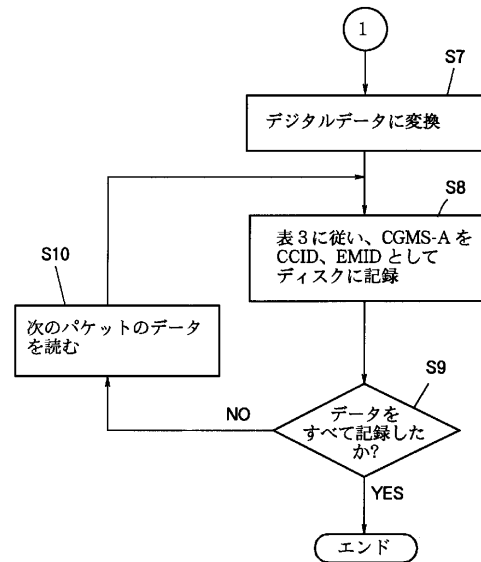 1
S7
デジタルデータに変換
S8
表3に従い、CGMS-Aを
CCID、EMIDとして
ディスクに記録
S10
次のパケットのデータ
を読む
S9
データを
すべて記録した
か?
NO
YES
エンド